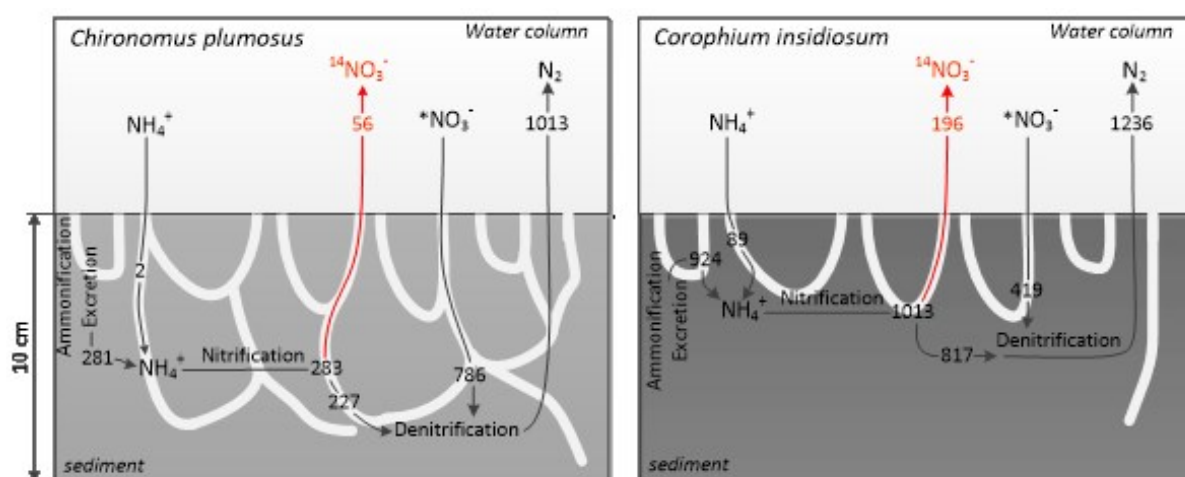 Chironomus plumosus
Water column
¹⁴NO₃⁻
N₂
NH₄⁺
56
*NO₃⁻
1013
10 cm
Ammonification
Excretion
2
281
NH₄⁺
Nitrification
283
227
786
Denitrification
sediment
Corophium insidiosum
Water column
¹⁴NO₃⁻
N₂
NH₄⁺
196
*NO₃⁻
1236
Ammonification
Excretion
89
924
NH₄⁺
Nitrification
1013
419
Denitrification
817
sediment